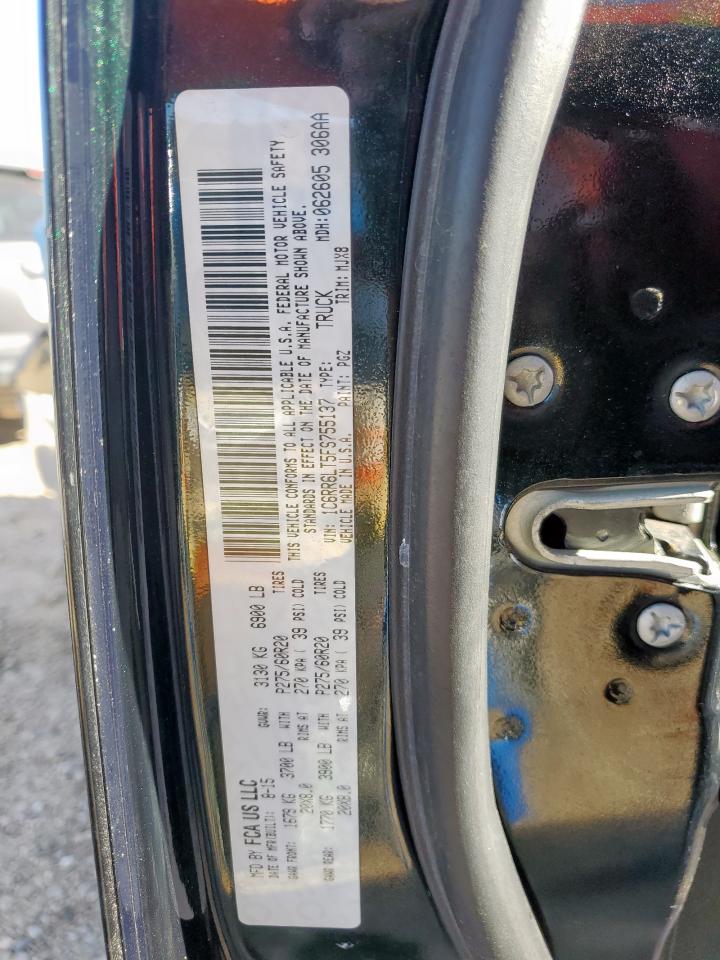 MFD BY FCA US LLC
DATE OF MFR(BUILT): 8-15
GVWR: 3130 KG 6900 LB
GAWR FRONT: 1679 KG 3700 LB WITH P275/60R20 TIRES
20X8.0 RIMS AT 270 KPA ( 39 PSI) COLD
GAWR REAR: 1770 KG 3900 LB WITH P275/60R20 TIRES
20X8.0 RIMS AT 270 KPA ( 39 PSI) COLD
THIS VEHICLE CONFORMS TO ALL APPLICABLE U.S.A. FEDERAL MOTOR VEHICLE SAFETY
STANDARDS IN EFFECT ON THE DATE OF MANUFACTURE SHOWN ABOVE.
VIN: 1C6RR6LT5FS755137 TYPE: TRUCK MDH:062605 306AA
VEHICLE MADE IN U.S.A. PAINT: PGZ TRIM: MJX8